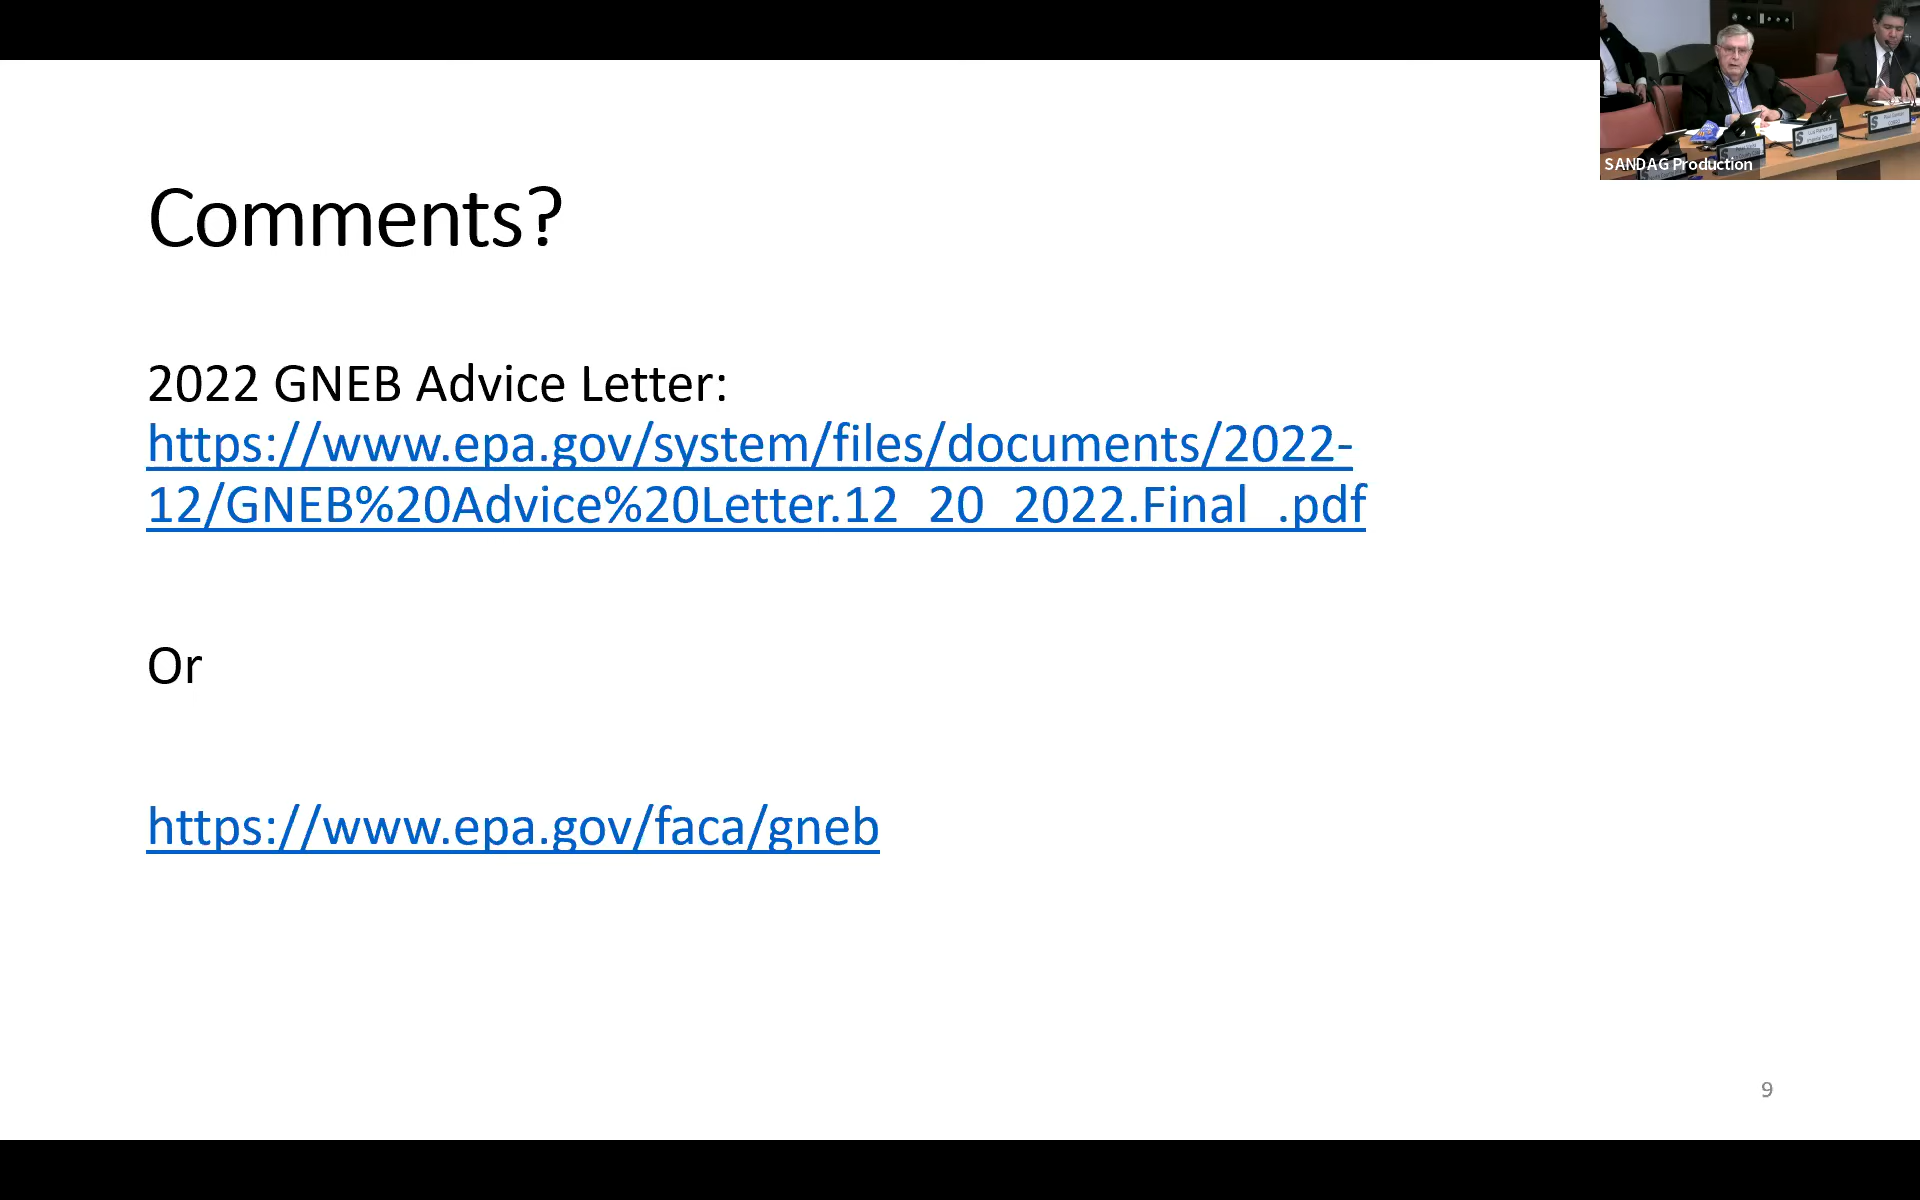 SANDAG Production
Comments?
2022 GNEB Advice Letter:
https://www.epa.gov/system/files/documents/2022-
12/GNEB%20Advice%20Letter.12_20_2022.Final_.pdf
Or
https://www.epa.gov/faca/gneb
9